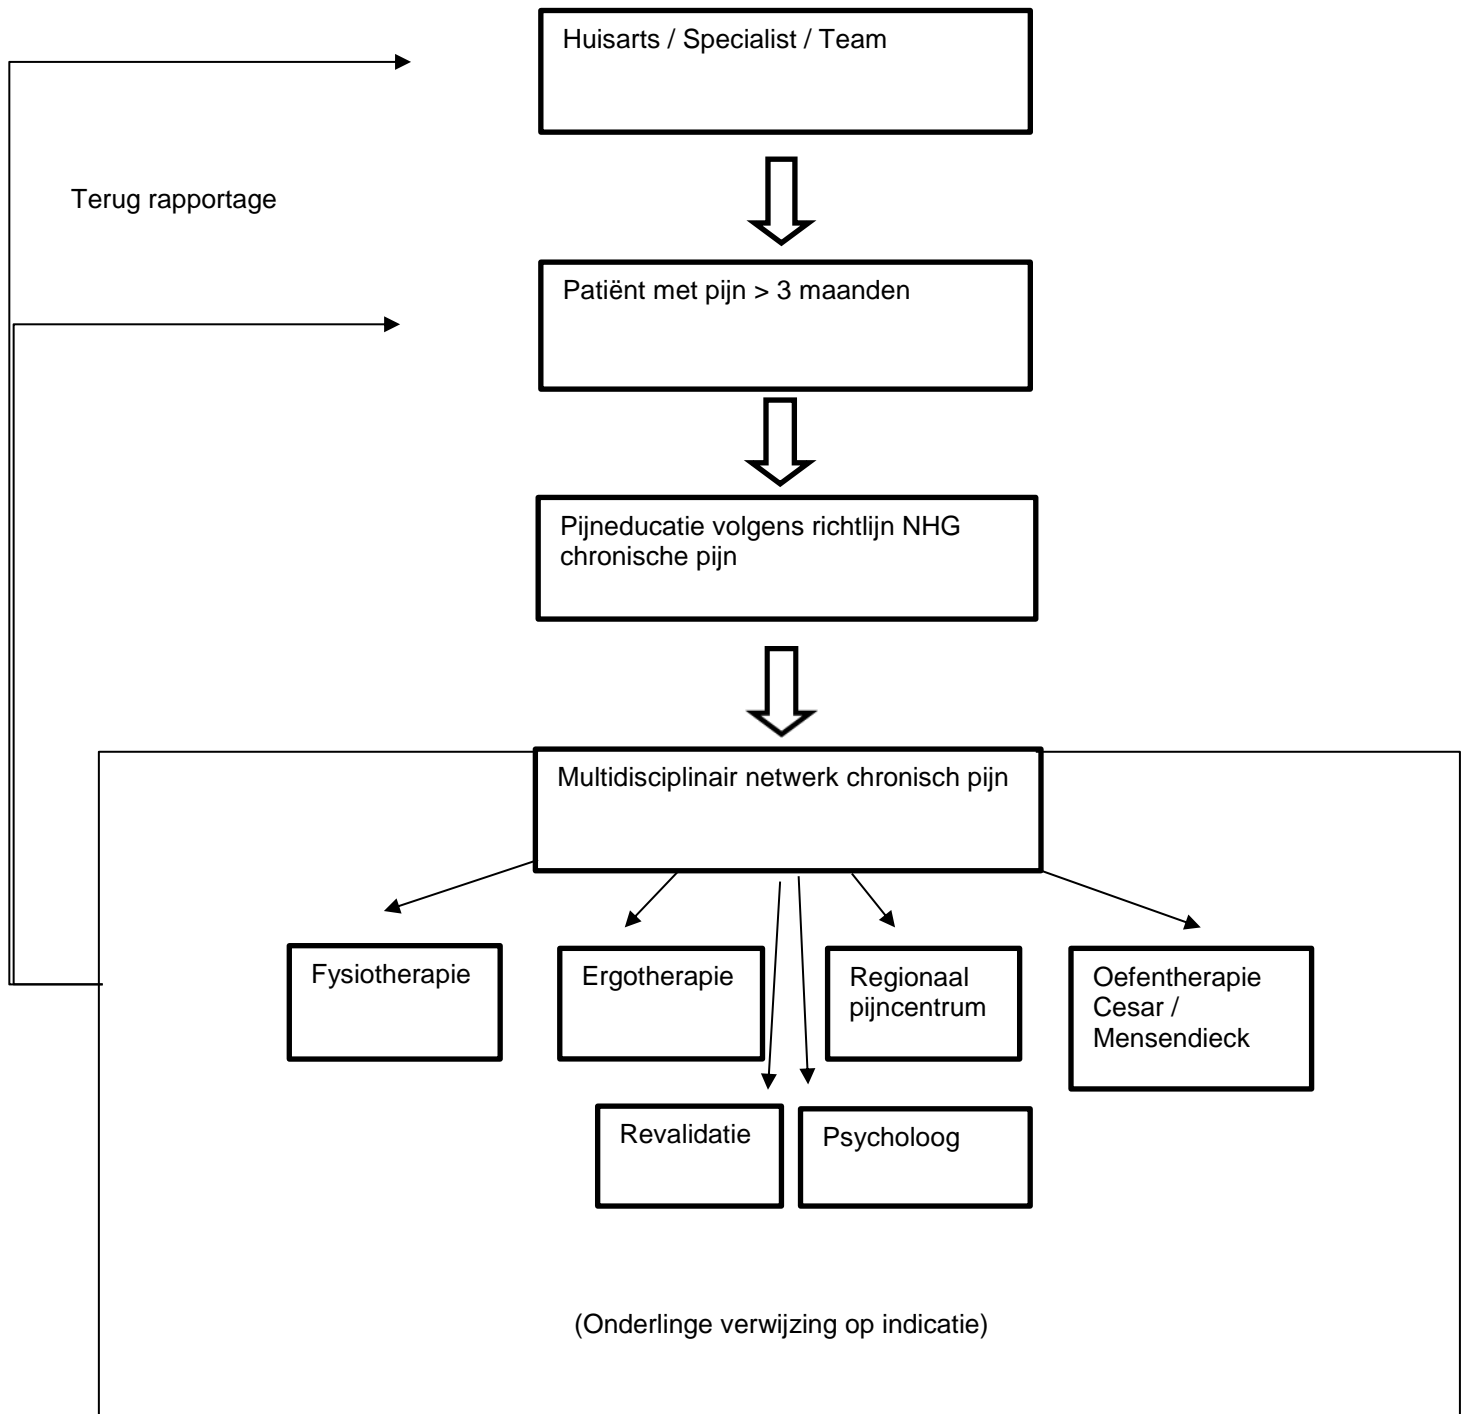 Huisarts / Specialist / Team
Terug rapportage
Patiënt met pijn > 3 maanden
Pijneducatie volgens richtlijn NHG
chronische pijn
Multidisciplinair netwerk chronisch pijn
Fysiotherapie
Ergotherapie
Regionaal
pijncentrum
Oefentherapie
Cesar /
Mensendieck
Revalidatie
Psycholoog
(Onderlinge verwijzing op indicatie)